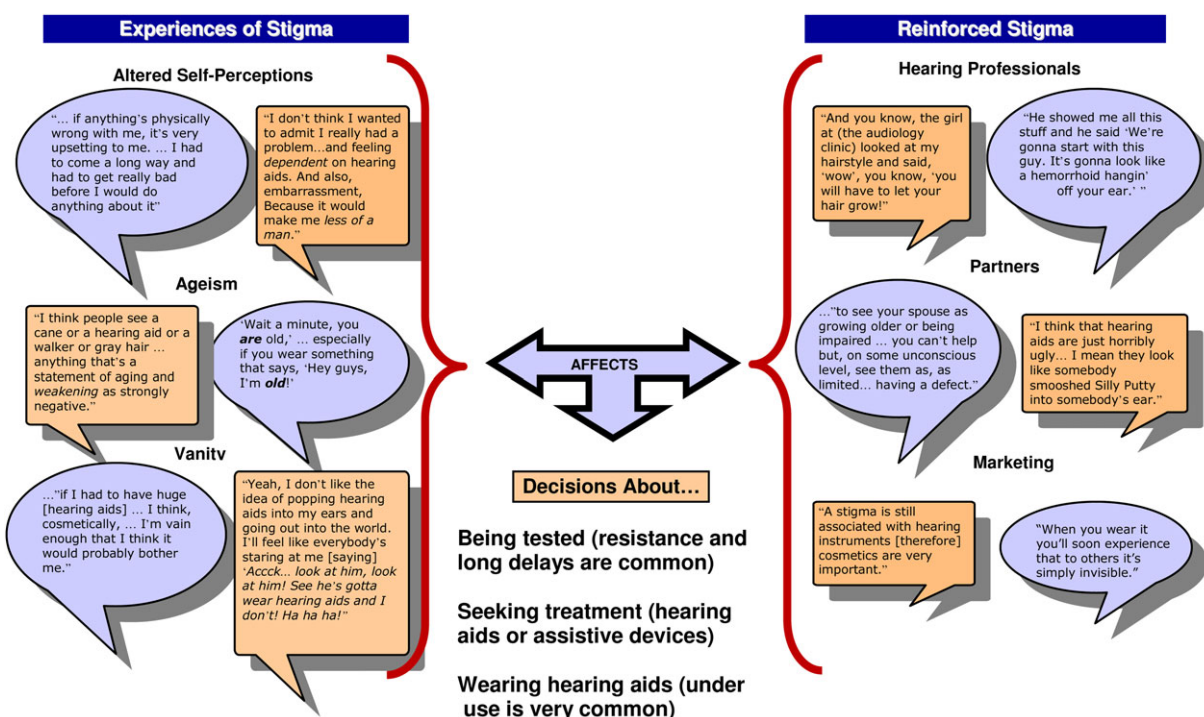 Experiences of Stigma
Altered Self-Perceptions
“… if anything’s physically
wrong with me, it’s very
upsetting to me. … I had
to come a long way and
had to get really bad
before I would do
anything about it”
“I don’t think I wanted
to admit I really had a
problem…and feeling
dependent on hearing
aids. And also,
embarrassment,
Because it would
make me less of a
man.”
Ageism
“I think people see a
cane or a hearing aid or a
walker or gray hair …
anything that’s a
statement of aging and
weakening as strongly
negative.”
‘Wait a minute, you
are old,’ … especially
if you wear something
that says, ‘Hey guys,
I’m old!’
Vanity
…“if I had to have huge
[hearing aids] … I think,
cosmetically, … I’m vain
enough that I think it
would probably bother
me.”
“Yeah, I don’t like the
idea of popping hearing
aids into my ears and
going out into the world.
I’ll feel like everybody’s
staring at me [saying]
‘Accck… look at him, look
at him! See he’s gotta
wear hearing aids and I
don’t! Ha ha ha!”
AFFECTS
Decisions About…
Being tested (resistance and
long delays are common)
Seeking treatment (hearing
aids or assistive devices)
Wearing hearing aids (under
use is very common)
Reinforced Stigma
Hearing Professionals
“And you know, the girl
at (the audiology
clinic) looked at my
hairstyle and said,
‘wow’, you know, ‘you
will have to let your
hair grow!”
“He showed me all this
stuff and he said ‘We’re
gonna start with this
guy. It’s gonna look like
a hemorrhoid hangin’
off your ear.’ ”
Partners
…“to see your spouse as
growing older or being
impaired … you can’t help
but, on some unconscious
level, see them as, as
limited… having a defect.”
“I think that hearing
aids are just horribly
ugly… I mean they look
like somebody
smooshed Silly Putty
into somebody’s ear.”
Marketing
“A stigma is still
associated with hearing
instruments [therefore]
cosmetics are very
important.”
“When you wear it
you’ll soon experience
that to others it’s
simply invisible.”